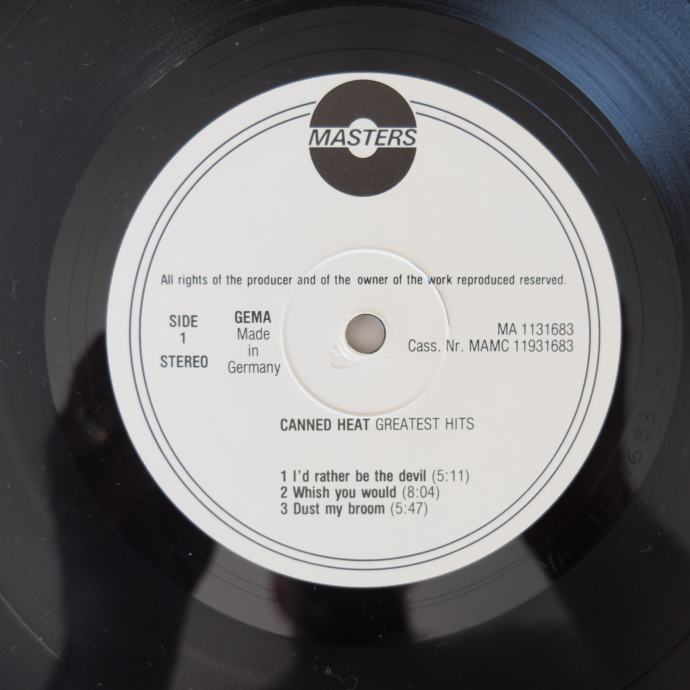 MASTERS
All rights of the producer and of the owner of the work reproduced reserved.
SIDE
1
STEREO
GEMA
Made
in
Germany
MA 1131683
Cass. Nr. MAMC 11931683
CANNED HEAT GREATEST HITS
1 I'd rather be the devil (5:11)
2 Whish you would (8:04)
3 Dust my broom (5:47)